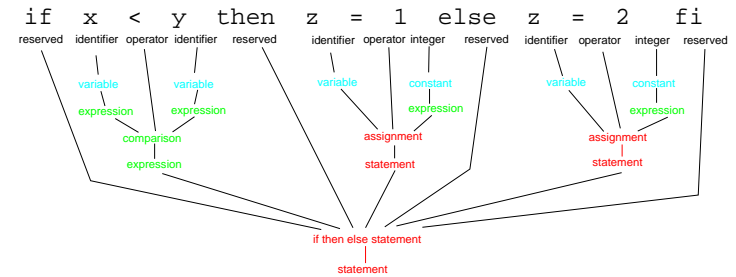 if x < y then z = 1 else z = 2 fi
reserved identifier operator identifier reserved identifier operator integer reserved identifier operator integer reserved
variable variable variable constant variable constant
expression expression expression expression
comparison assignment assignment
expression statement statement
if then else statement
statement